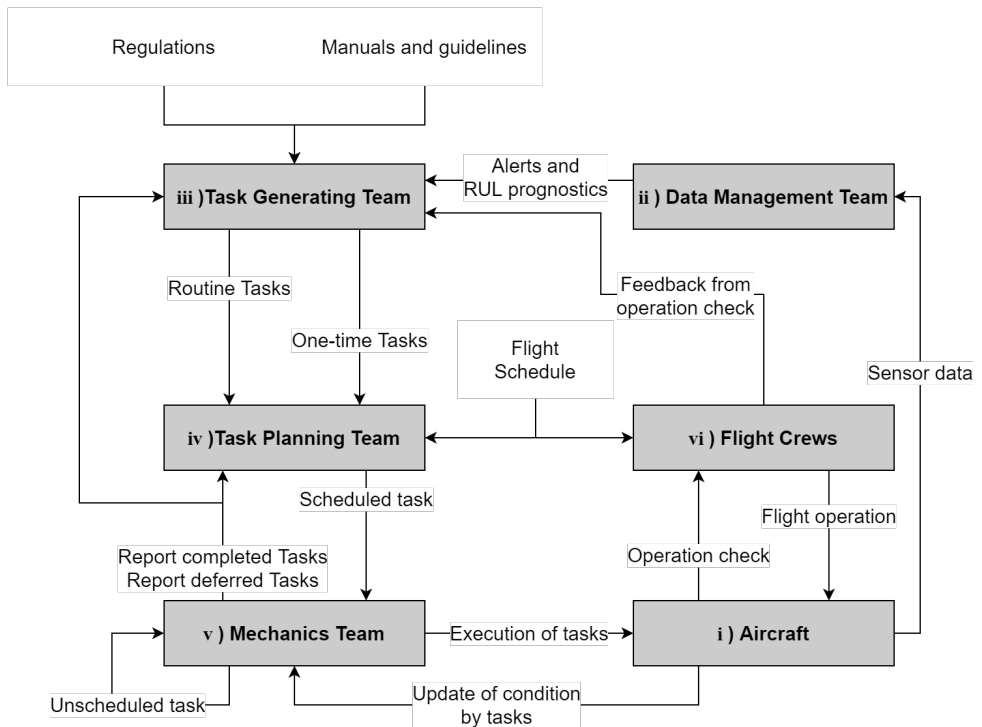 Regulations
Manuals and guidelines
Alerts and
RUL prognostics
iii )Task Generating Team
ii ) Data Management Team
Routine Tasks
Feedback from
operation check
One-time Tasks
Flight
Schedule
Sensor data
iv )Task Planning Team
vi ) Flight Crews
Scheduled task
Flight operation
Report completed Tasks
Report deferred Tasks
Operation check
v ) Mechanics Team
Execution of tasks
i ) Aircraft
Unscheduled task
Update of condition
by tasks